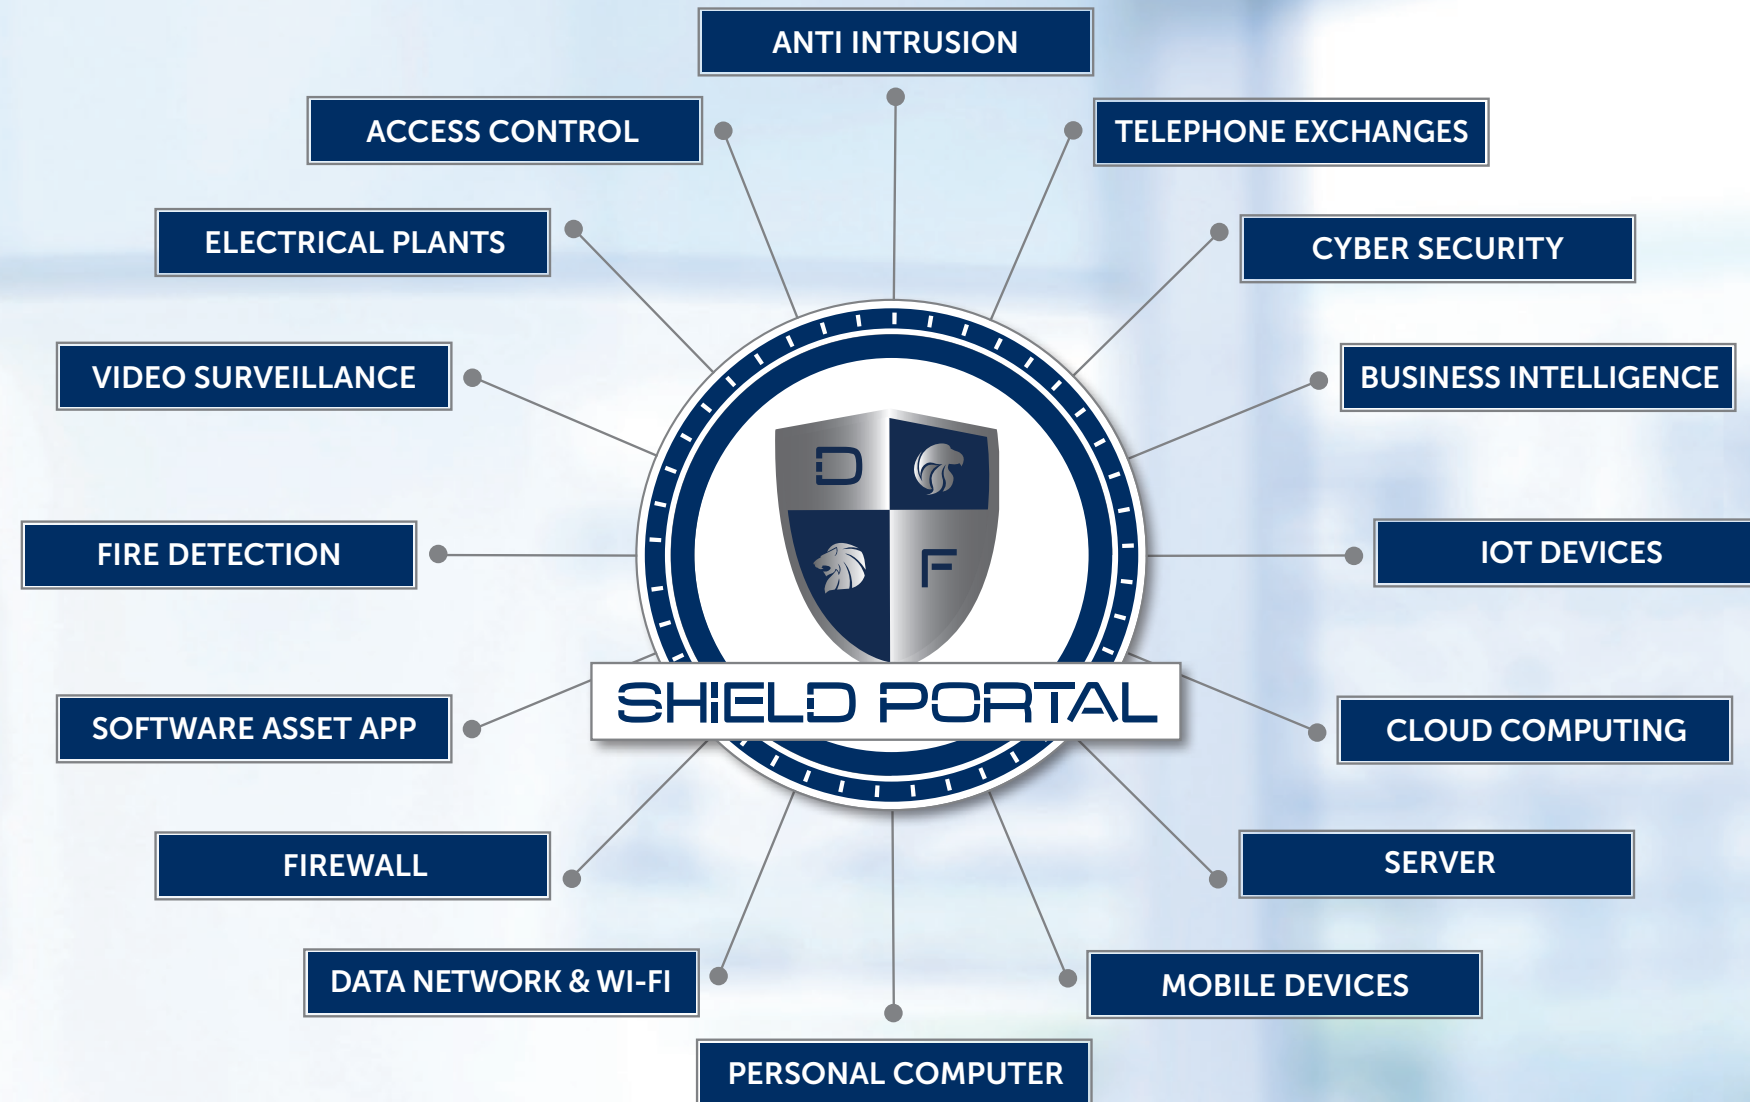 ANTI INTRUSION
ACCESS CONTROL
TELEPHONE EXCHANGES
ELECTRICAL PLANTS
CYBER SECURITY
VIDEO SURVEILLANCE
BUSINESS INTELLIGENCE
D
F
FIRE DETECTION
IOT DEVICES
SHIELD PORTAL
SOFTWARE ASSET APP
CLOUD COMPUTING
FIREWALL
SERVER
DATA NETWORK & WI-FI
MOBILE DEVICES
PERSONAL COMPUTER